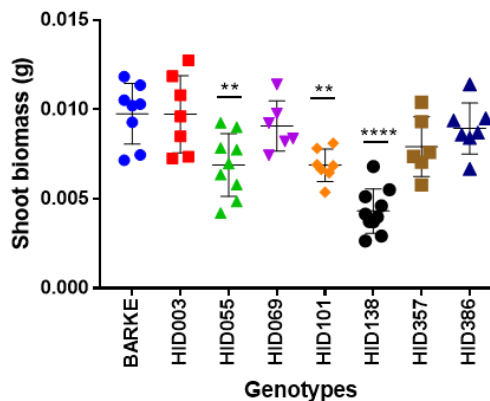 Shoot biomass (g)
0.015
0.010
0.005
0.000
**
**
****
BARKE
HID003
HID055
HID069
HID101
HID138
HID357
HID386
Genotypes